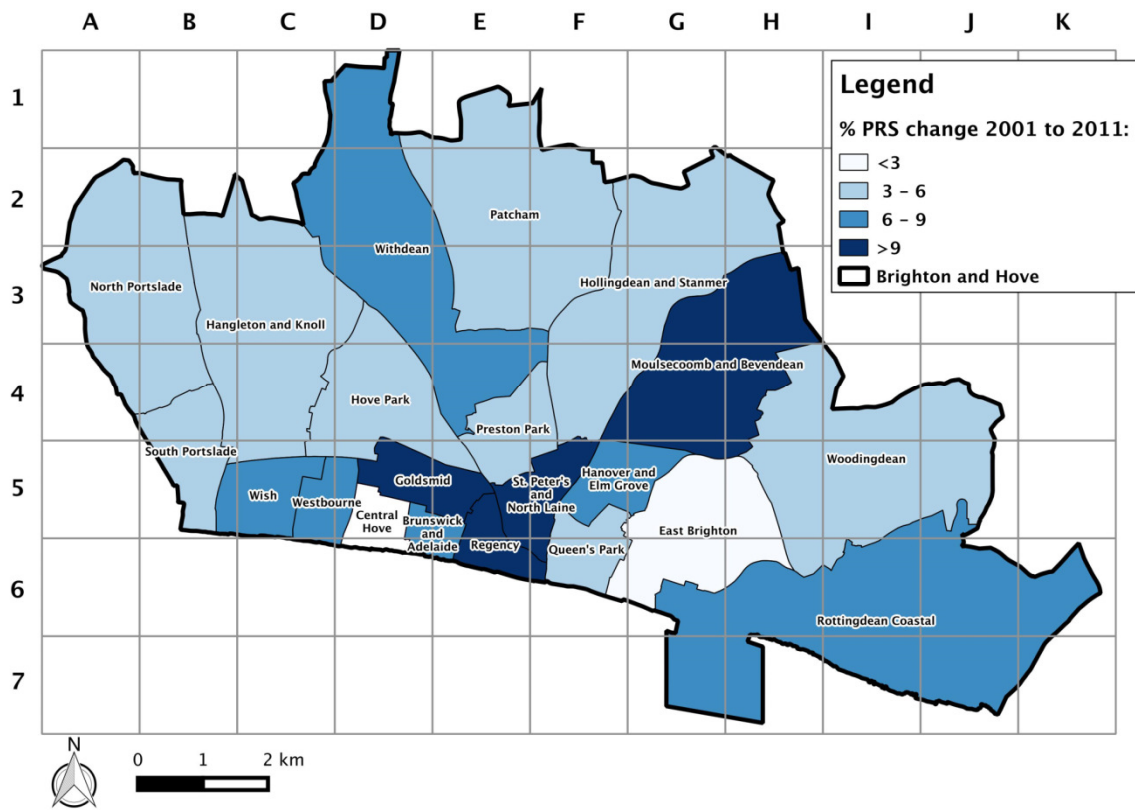 A B C D E F G H I J K
1
2
3
4
5
6
7
Legend
% PRS change 2001 to 2011:
<3
3 – 6
6 – 9
>9
Brighton and Hove
Patcham
Withdean
North Portslade
Hollingdean and Stanmer
Hangleton and Knoll
Moulsecoomb and Bevendean
Hove Park
Preston Park
South Portslade
Woodingdean
Goldsmid
St. Peter's
and
North Laine
Hanover and
Elm Grove
Wish
Westbourne
Central
Hove
Brunswick
and
Adelaide
Regency
East Brighton
Queen's Park
Rottingdean Coastal
N
0 1 2 km